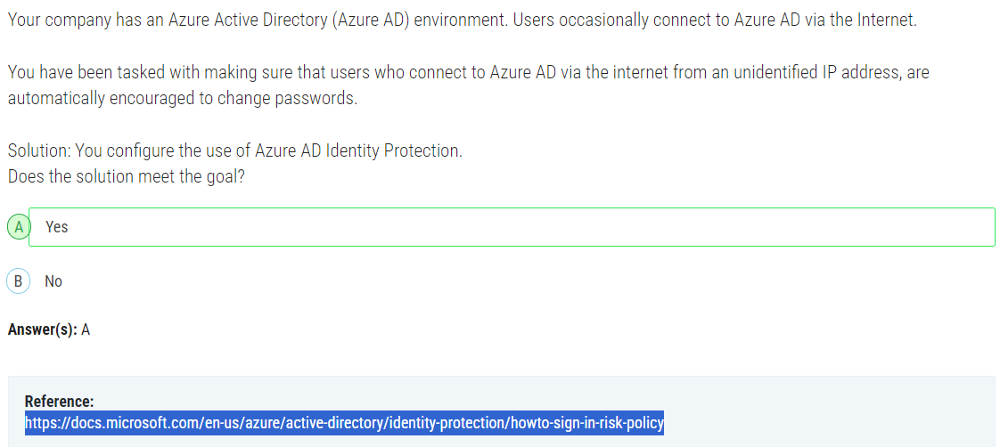 Your company has an Azure Active Directory (Azure AD) environment. Users occasionally connect to Azure AD via the Internet.
You have been tasked with making sure that users who connect to Azure AD via the internet from an unidentified IP address, are
automatically encouraged to change passwords.
Solution: You configure the use of Azure AD Identity Protection.
Does the solution meet the goal?
A Yes
B No
Answer(s): A
Reference:
https://docs.microsoft.com/en-us/azure/active-directory/identity-protection/howto-sign-in-risk-policy